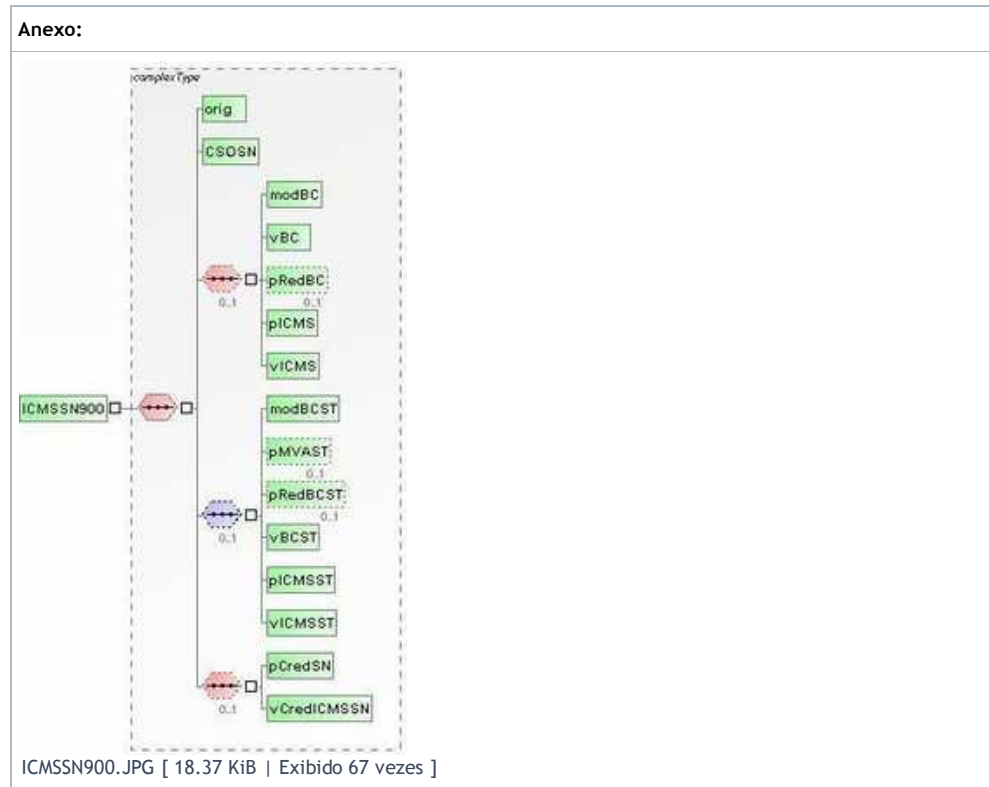 Anexo:
complexType
orig
CSOSN
modBC
vBC
pRedBC
0..1
0..1
pICMS
vICMS
ICMSSN900
modBCST
pMVAST
0..1
pRedBCST
0..1
0..1
vBCST
pICMSST
vICMSST
pCredSN
0..1
vCredICMSSN
ICMSSN900.JPG [ 18.37 KiB | Exibido 67 vezes ]